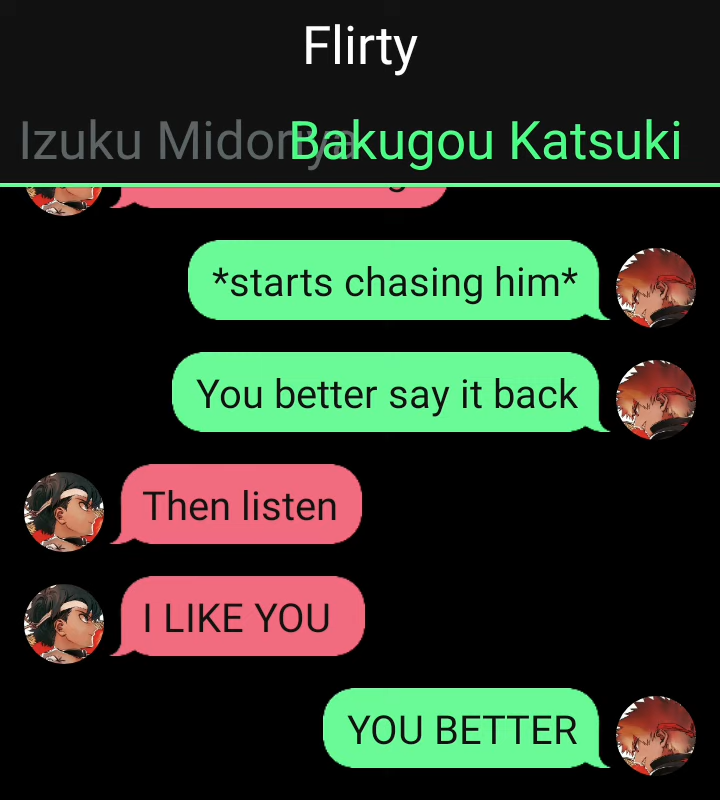 Flirty
Izuku Midoriya Bakugou Katsuki
*starts chasing him*
You better say it back
Then listen
I LIKE YOU
YOU BETTER